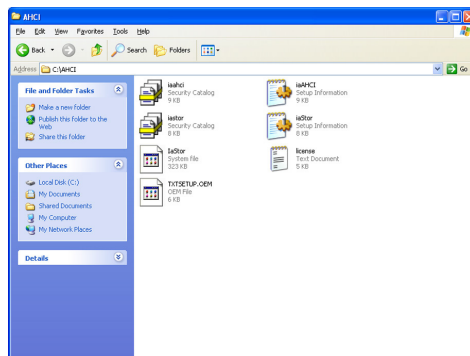 AHCI
File Edit View Favorites Tools Help
Back Search Folders
Address C:\AHCI Go
File and Folder Tasks
Make a new folder
Publish this folder to the
Web
Share this folder
Other Places
Local Disk (C:)
My Documents
Shared Documents
My Computer
My Network Places
Details
iaahci
Security Catalog
9 KB
iaAHCI
Setup Information
9 KB
iastor
Security Catalog
8 KB
iaStor
Setup Information
8 KB
IaStor
System file
323 KB
license
Text Document
5 KB
TXTSETUP.OEM
OEM File
6 KB